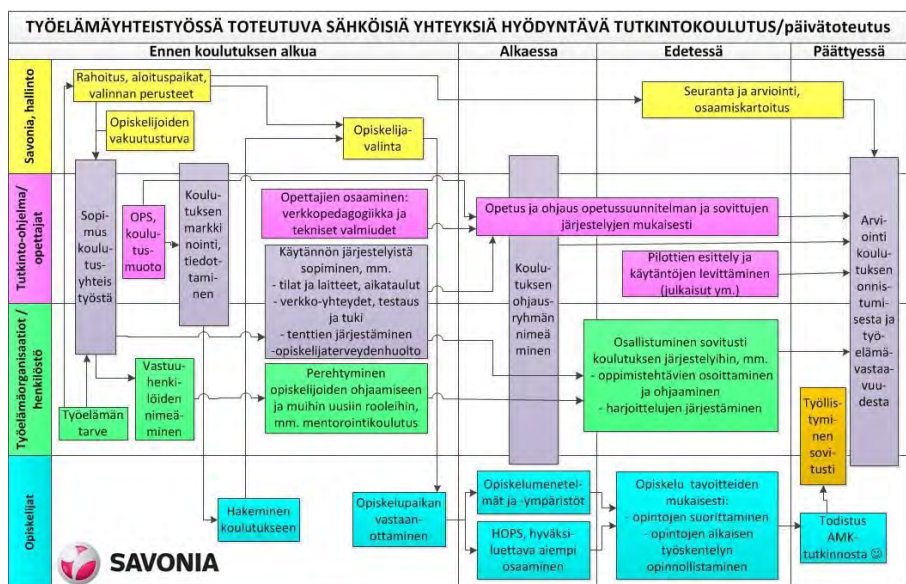 TYÖELÄMÄYHTEISTYÖSSÄ TOTEUTUVA SÄHKÖISIÄ YHTEYKSIÄ HYÖDYNTÄVÄ TUTKINTOKOULUTUS/päivätoteutus
Ennen koulutuksen alkua
Alkaessa
Edetessä
Päättyessä
Savonia, hallinto
Rahoitus, aloituspaikat,
valinnan perusteet
Opiskelijoiden
vakuutusturva
Opiskelija-
valinta
Seuranta ja arviointi,
osaamiskartoitus
Tutkinto-ohjelma/
opettajat
Sopi-
mus
koulu-
tus-
yhteis
työstä
OPS,
koulu-
tus-
muoto
Koulu-
tuksen
markki
nointi,
tiedot-
tami-
nen
Opettajien osaaminen:
verkkopedagogiikka ja
tekniset valmiudet
Käytännön järjestelyistä
sopiminen, mm.
- tilat ja laitteet, aikataulut
- verkko-yhteydet, testaus
ja tuki
- tenttien järjestäminen
-opiskelijaterveydenhuolto
Opetus ja ohjaus opetussuunnitelman ja sovittujen
järjestelyjen mukaisesti
Koulu-
tuksen
ohjaus-
ryhmän
nimeä
minen
Pilottien esittely ja
käytäntöjen levittäminen
(julkaisut ym.)
Arvi-
ointi
koulu-
tuksen
onnis-
tumi-
sesta ja
työ-
elämä-
vastaa-
vuu-
desta
Työelämäorganisaatiot /
henkilöstö
Työelämän
tarve
Vastuu-
henki-
löiden
nimeä-
minen
Perehtyminen
opiskelijoiden ohjaamiseen
ja muihin uusiin rooleihin,
mm. mentorointikoulutus
Osallistuminen sovitusti
koulutuksen järjestelyihin, mm.
- oppimistehtävien osoittaminen
ja ohjaaminen
- harjoittelujen järjestäminen
Työllis-
tymi-
nen
sovi-
tusti
Opiskelijat
Hakeminen
koulutukseen
Opiskelupaikan
vastaan-
ottaminen
Opiskelumenetel-
mät ja -ympäristöt
HOPS, hyväksi-
luettava aiempi
osaaminen
Opiskelu tavoitteiden
mukaisesti:
- opintojen suorittaminen
- opintojen aikaisen
työskentelyn
opinnollistaminen
Todistus
AMK-
tutkinnosta ☺
SAVONIA